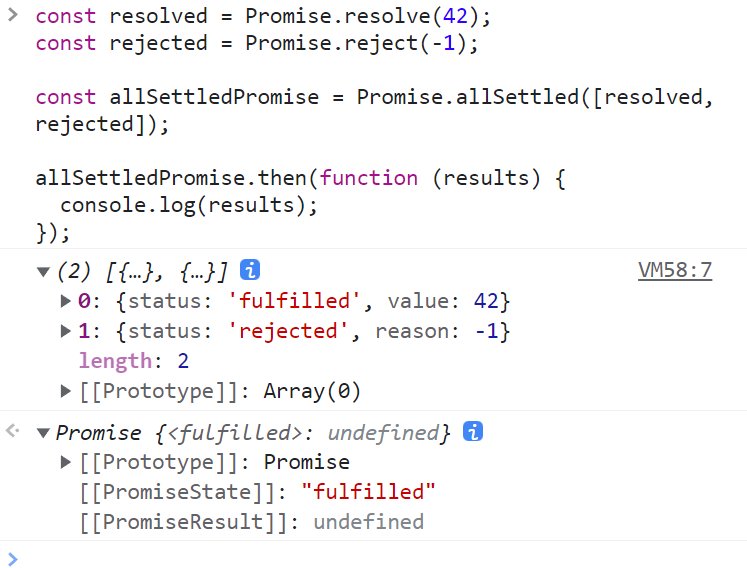 const resolved = Promise.resolve(42);
const rejected = Promise.reject(-1);
const allSettledPromise = Promise.allSettled([resolved,
rejected]);
allSettledPromise.then(function (results) {
  console.log(results);
});
(2) [{…}, {…}] VM58:7
0: {status: 'fulfilled', value: 42}
1: {status: 'rejected', reason: -1}
length: 2
[[Prototype]]: Array(0)
Promise {<fulfilled>: undefined}
[[Prototype]]: Promise
[[PromiseState]]: "fulfilled"
[[PromiseResult]]: undefined